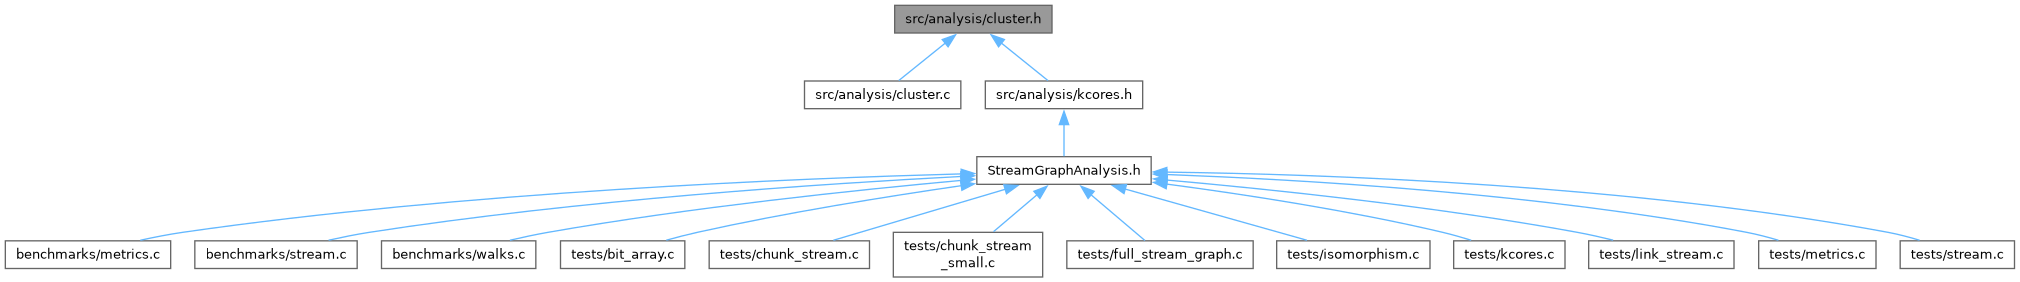 src/analysis/cluster.h
src/analysis/cluster.c
src/analysis/kcores.h
StreamGraphAnalysis.h
benchmarks/metrics.c
benchmarks/stream.c
benchmarks/walks.c
tests/bit_array.c
tests/chunk_stream.c
tests/chunk_stream
_small.c
tests/full_stream_graph.c
tests/isomorphism.c
tests/kcores.c
tests/link_stream.c
tests/metrics.c
tests/stream.c